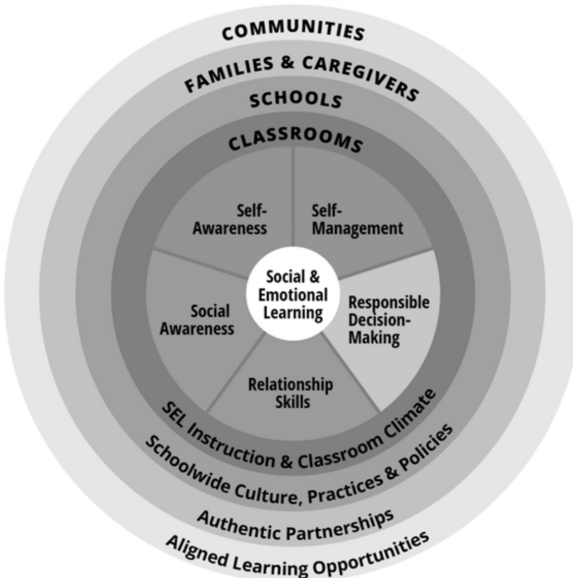 COMMUNITIES
FAMILIES & CAREGIVERS
SCHOOLS
CLASSROOMS
Self-
Awareness
Self-
Management
Social &
Emotional
Learning
Social
Awareness
Responsible
Decision-
Making
Relationship
Skills
SEL Instruction & Classroom Climate
Schoolwide Culture, Practices & Policies
Authentic Partnerships
Aligned Learning Opportunities